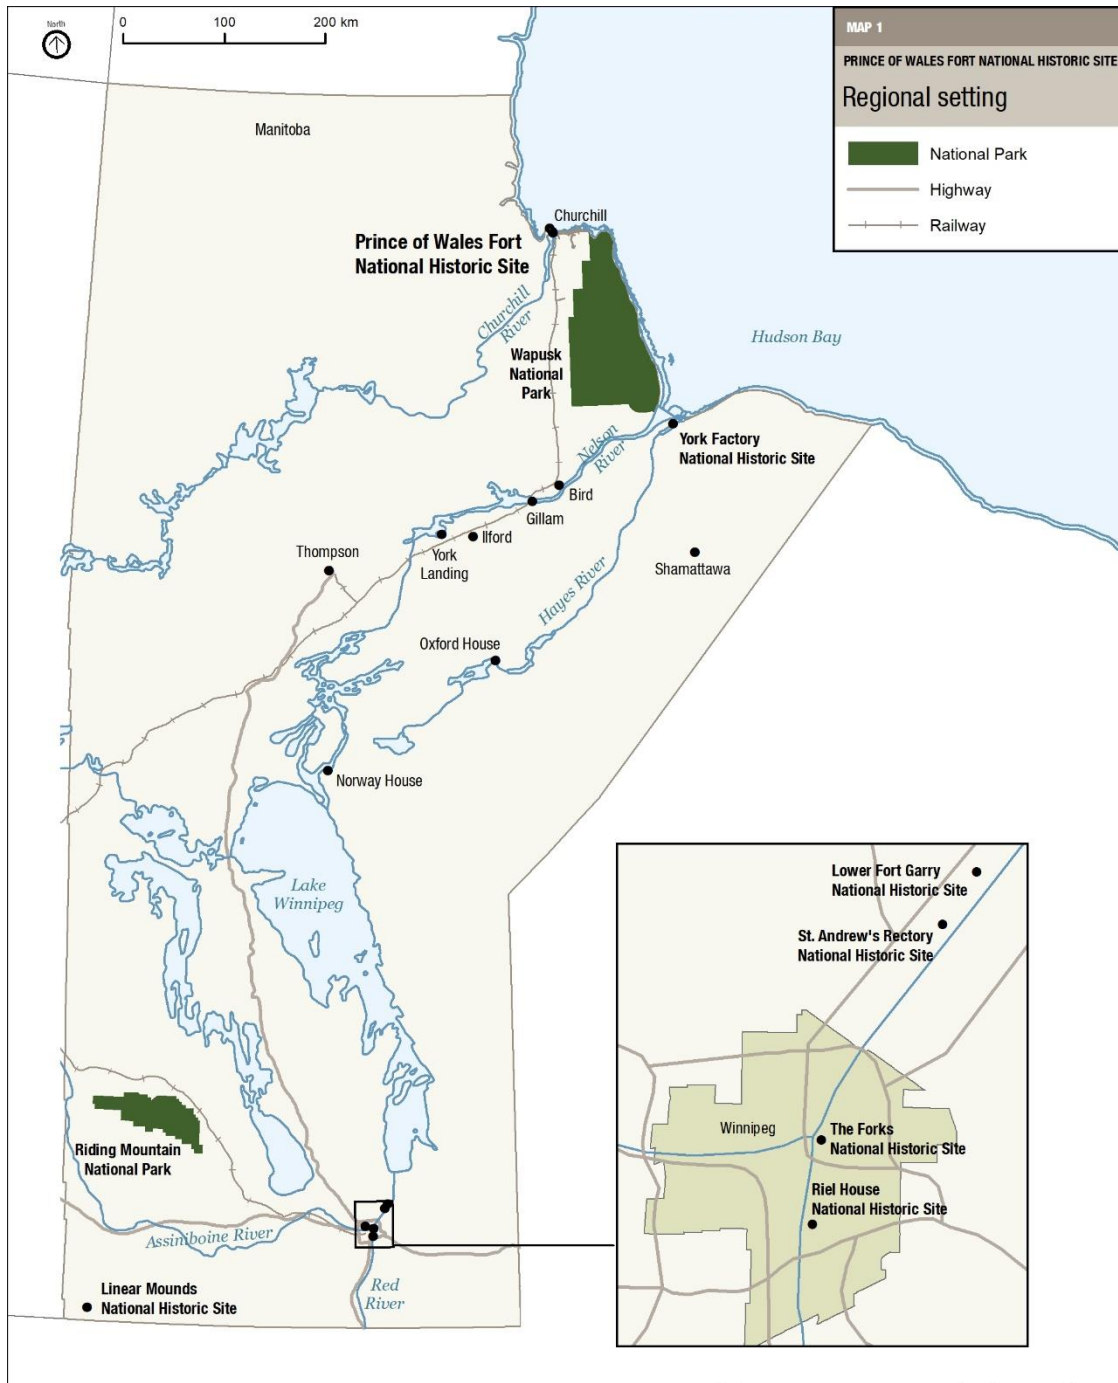 North
0 100 200 km
MAP 1
PRINCE OF WALES FORT NATIONAL HISTORIC SITE
Regional setting
National Park
Highway
Railway
Manitoba
Churchill
Prince of Wales Fort
National Historic Site
Churchill
River
Wapusk
National
Park
Hudson Bay
York Factory
National Historic Site
Nelson
River
Bird
Gillam
Ilford
York
Landing
Thompson
Shamattawa
Hayes River
Oxford House
Norway House
Lake
Winnipeg
Riding Mountain
National Park
Assiniboine River
Red
River
Linear Mounds
National Historic Site
Lower Fort Garry
National Historic Site
St. Andrew's Rectory
National Historic Site
Winnipeg
The Forks
National Historic Site
Riel House
National Historic Site